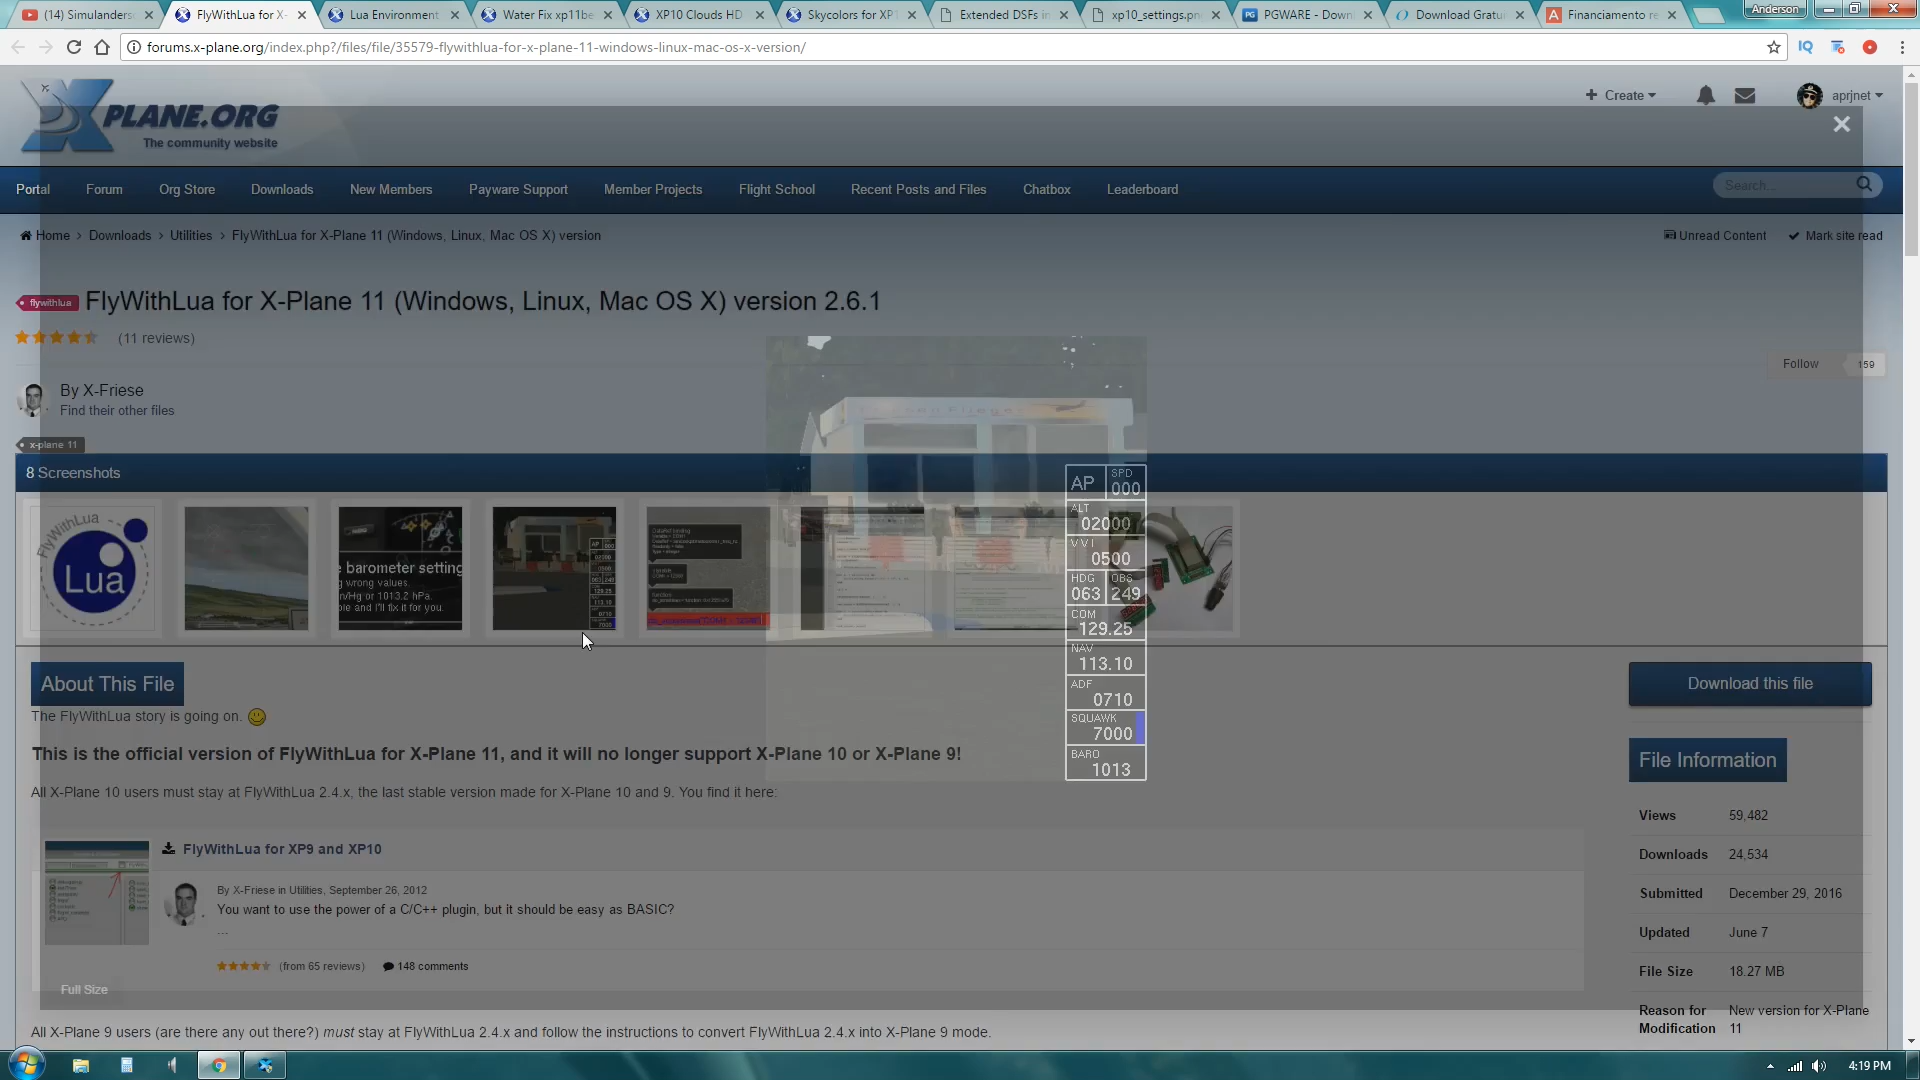 (14) Simulanders
FlyWithLua for X-
Lua Environment
Water Fix xp11be
XP10 Clouds HD
Skycolors for XP1
Extended DSFs in
xp10_settings.pn
PGWARE - Down
Download Gratu
Financiamento re
Anderson
forums.x-plane.org/index.php?/files/file/35579-flywithlua-for-x-plane-11-windows-linux-mac-os-x-version/
IQ
PLANE.ORG
The community website
Create
aprjnet
Portal
Forum
Org Store
Downloads
New Members
Payware Support
Member Projects
Flight School
Recent Posts and Files
Chatbox
Leaderboard
Search...
Home > Downloads > Utilities > FlyWithLua for X-Plane 11 (Windows, Linux, Mac OS X) version
Unread Content
Mark site read
flywithlua
FlyWithLua for X-Plane 11 (Windows, Linux, Mac OS X) version 2.6.1
(11 reviews)
Follow 159
By X-Friese
Find their other files
x-plane 11
8 Screenshots
FlyWithLua
Lua
e barometer setting
g wrong values.
n/Hg or 1013.2 hPa.
ple and I'll fix it for you.
AP
SPD
000
ALT
02000
VVI
0500
HDG
063
OBS
249
COM
129.25
NAV
113.10
ADF
0710
SQUAWK
7000
BARO
1013
About This File
The FlyWithLua story is going on.
This is the official version of FlyWithLua for X-Plane 11, and it will no longer support X-Plane 10 or X-Plane 9!
All X-Plane 10 users must stay at FlyWithLua 2.4.x, the last stable version made for X-Plane 10 and 9. You find it here:
FlyWithLua for XP9 and XP10
By X-Friese in Utilities, September 26, 2012
You want to use the power of a C/C++ plugin, but it should be easy as BASIC?
...
(from 65 reviews)
148 comments
Full Size
All X-Plane 9 users (are there any out there?) must stay at FlyWithLua 2.4.x and follow the instructions to convert FlyWithLua 2.4.x into X-Plane 9 mode.
Download this file
File Information
Views 59,482
Downloads 24,534
Submitted December 29, 2016
Updated June 7
File Size 18.27 MB
Reason for Modification New version for X-Plane 11
4:19 PM